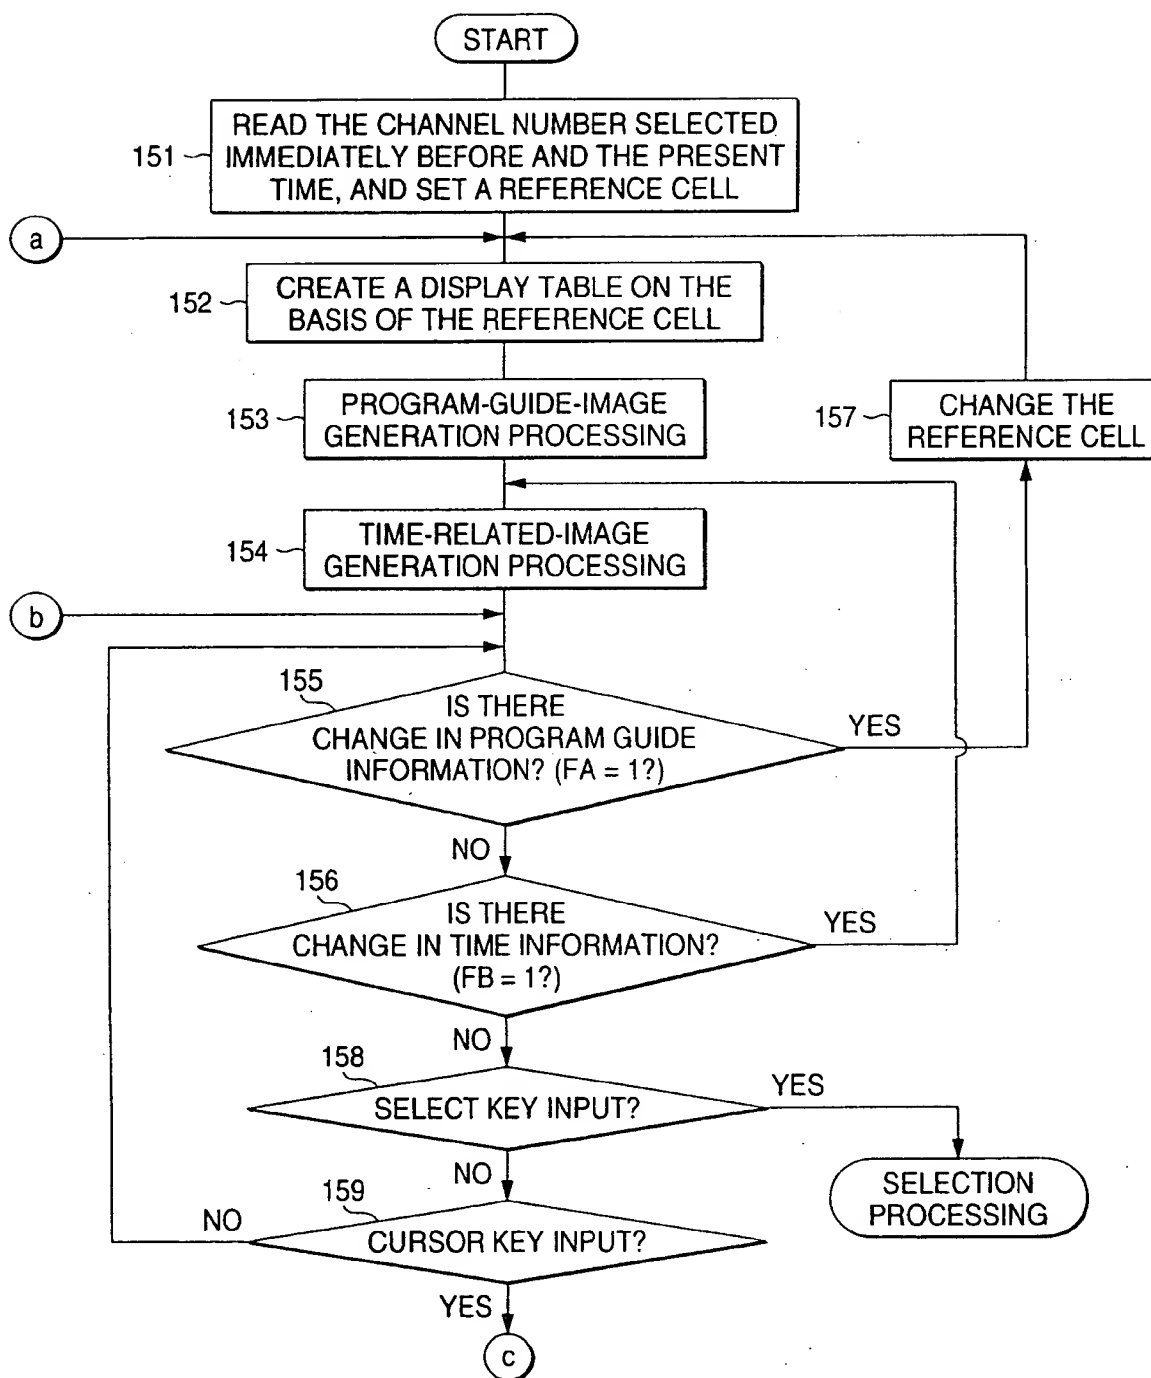 START
READ THE CHANNEL NUMBER SELECTED
IMMEDIATELY BEFORE AND THE PRESENT
TIME, AND SET A REFERENCE CELL
151
a
CREATE A DISPLAY TABLE ON THE
BASIS OF THE REFERENCE CELL
152
PROGRAM-GUIDE-IMAGE
GENERATION PROCESSING
153
157
CHANGE THE
REFERENCE CELL
TIME-RELATED-IMAGE
GENERATION PROCESSING
154
b
155
IS THERE
CHANGE IN PROGRAM GUIDE
INFORMATION? (FA = 1?)
YES
NO
156
IS THERE
CHANGE IN TIME INFORMATION?
(FB = 1?)
YES
NO
158
SELECT KEY INPUT?
YES
NO
SELECTION
PROCESSING
159
CURSOR KEY INPUT?
NO
YES
c